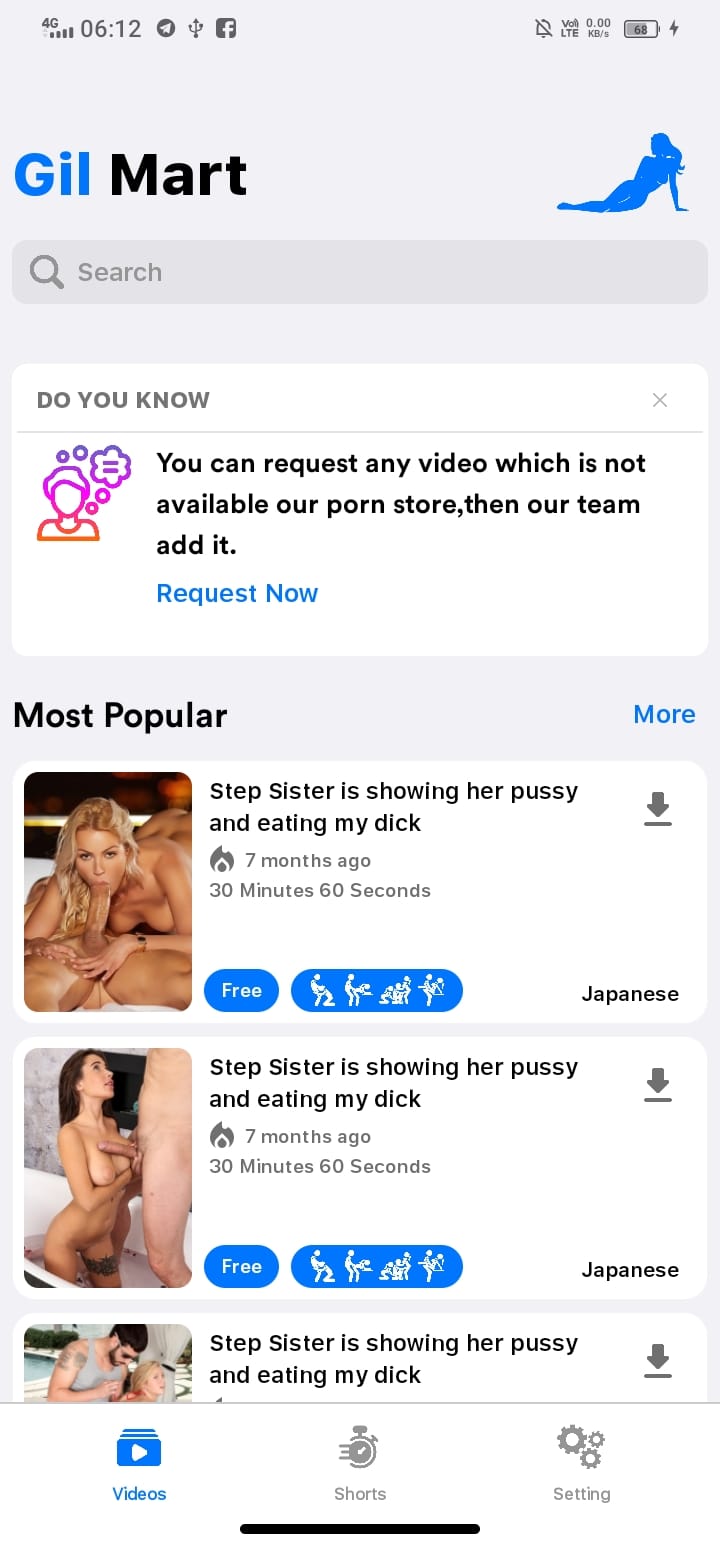 4G 06:12 Vo) LTE 0.00 KB/s 68
Gil Mart
Search
DO YOU KNOW
You can request any video which is not
available our porn store,then our team
add it.
Request Now
Most Popular
More
Step Sister is showing her pussy
and eating my dick
7 months ago
30 Minutes 60 Seconds
Free
Japanese
Step Sister is showing her pussy
and eating my dick
7 months ago
30 Minutes 60 Seconds
Free
Japanese
Step Sister is showing her pussy
and eating my dick
Videos
Shorts
Setting